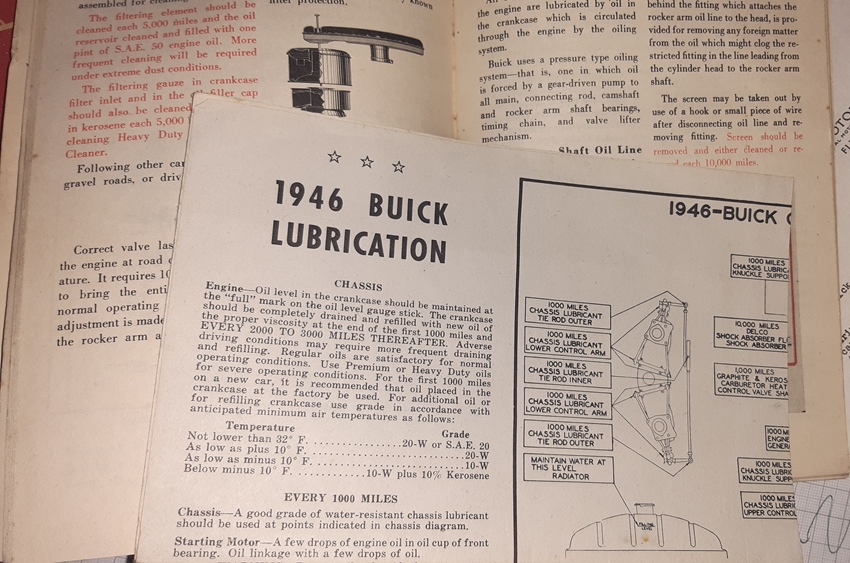 assembled for cleaning
The filtering element should be
cleaned each 5,000 miles and the oil
reservoir cleaned and filled with one
pint of S.A.E. 50 engine oil. More
frequent cleaning will be required
under extreme dust conditions.
The filtering gauze in crankcase
filter inlet and in the oil filler cap
should also be cleaned
in kerosene each 5,000
cleaning Heavy Duty
Cleaner.
Following other car
gravel roads, or driv
Correct valve las
the engine at road
ature. It requires 10
to bring the enti
normal operating
adjustment is made
the rocker arm a
protection.
known
the engine are lubricated by oil in
the crankcase which is circulated
through the engine by the oiling
system.
Buick uses a pressure type oiling
system—that is, one in which oil
is forced by a gear-driven pump to
all main, connecting rod, camshaft
and rocker arm shaft bearings,
timing chain, and valve lifter
mechanism.
Shaft Oil Line
behind the fitting which attaches the
rocker arm oil line to the head, is pro-
vided for removing any foreign matter
from the oil which might clog the re-
stricted fitting in the line leading from
the cylinder head to the rocker arm
shaft.
The screen may be taken out by
use of a hook or small piece of wire
after disconnecting oil line and re-
moving fitting. Screen should be
removed and either cleaned or re-
each 10,000 miles.
1946 BUICK
LUBRICATION
CHASSIS
Engine—Oil level in the crankcase should be maintained at
the "full" mark on the oil level gauge stick. The crankcase
should be completely drained and refilled with new oil of
the proper viscosity at the end of the first 1000 miles and
EVERY 2000 TO 3000 MILES THEREAFTER. Adverse
driving conditions may require more frequent draining
and refilling. Regular oils are satisfactory for normal
operating conditions. Use Premium or Heavy Duty oils
for severe operating conditions. For the first 1000 miles
on a new car, it is recommended that oil placed in the
crankcase at the factory be used. For additional oil or
for refilling crankcase use grade in accordance with
anticipated minimum air temperatures as follows:
Temperature Grade
Not lower than 32° F. . . . . . . . . . . . . . . . 20-W or S.A.E. 20
As low as plus 10° F. . . . . . . . . . . . . . . . . . . . . . . . . 20-W
As low as minus 10° F. . . . . . . . . . . . . . . . . . . . . . . . 10-W
Below minus 10° F. . . . . . . . . . . 10-W plus 10% Kerosene
EVERY 1000 MILES
Chassis—A good grade of water-resistant chassis lubricant
should be used at points indicated in chassis diagram.
Starting Motor—A few drops of engine oil in oil cup of front
bearing. Oil linkage with a few drops of oil.
1946-BUICK C
1000 MILES
CHASSIS LUBRICANT
TIE ROD OUTER
1000 MILES
CHASSIS LUBRICANT
LOWER CONTROL ARM
1000 MILES
CHASSIS LUBRICANT
TIE ROD INNER
1000 MILES
CHASSIS LUBRICANT
LOWER CONTROL ARM
1000 MILES
CHASSIS LUBRICANT
TIE ROD OUTER
MAINTAIN WATER AT
THIS LEVEL
RADIATOR
1000 MILES
CHASSIS LUBRIC
KNUCKLE SUPPO
10,000 MILES
DELCO
SHOCK ABSORBER FL
SHOCK ABSORBER
1,000 MILES
GRAPHITE & KEROS
CARBURETOR HEAT
CONTROL VALVE SHA
1000 M
ENGINE
GENERA
1000 MILES
CHASSIS LUBRIC
KNUCKLE SUPP
1000 MILES
CHASSIS LUBRIC
UPPER CONTROL